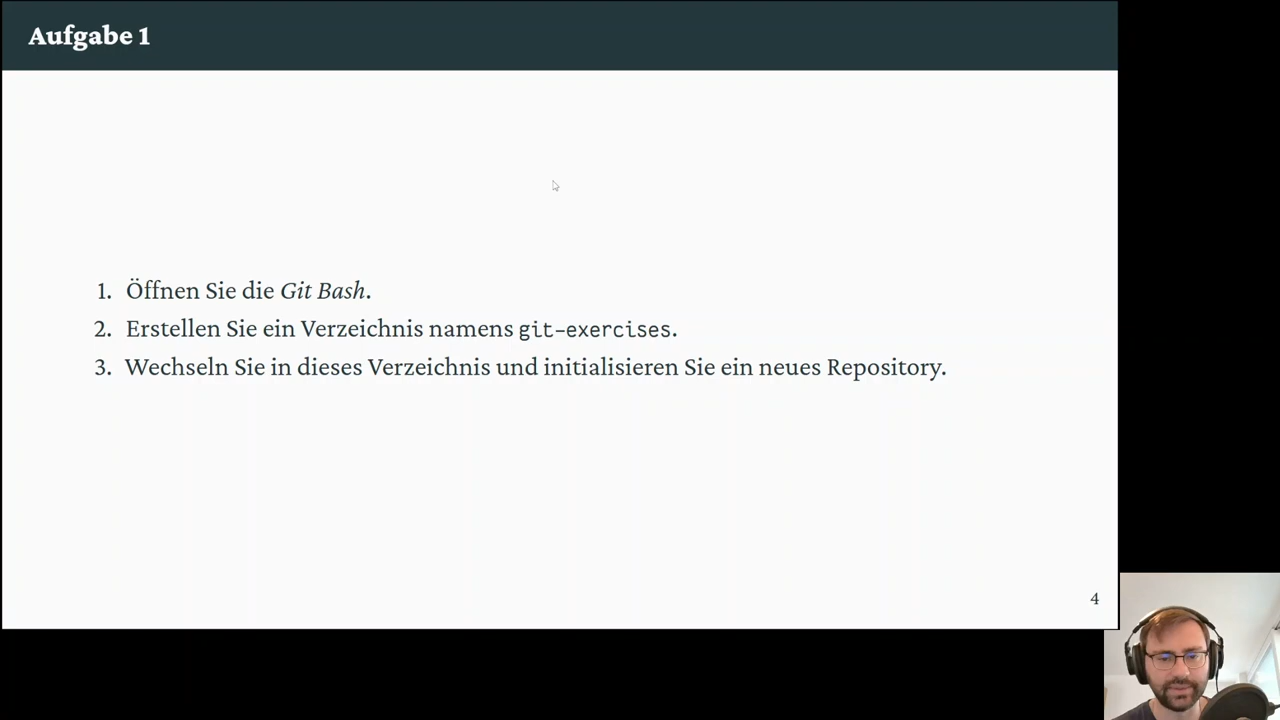 Aufgabe 1
1. Öffnen Sie die Git Bash.
2. Erstellen Sie ein Verzeichnis namens git-exercises.
3. Wechseln Sie in dieses Verzeichnis und initialisieren Sie ein neues Repository.
4